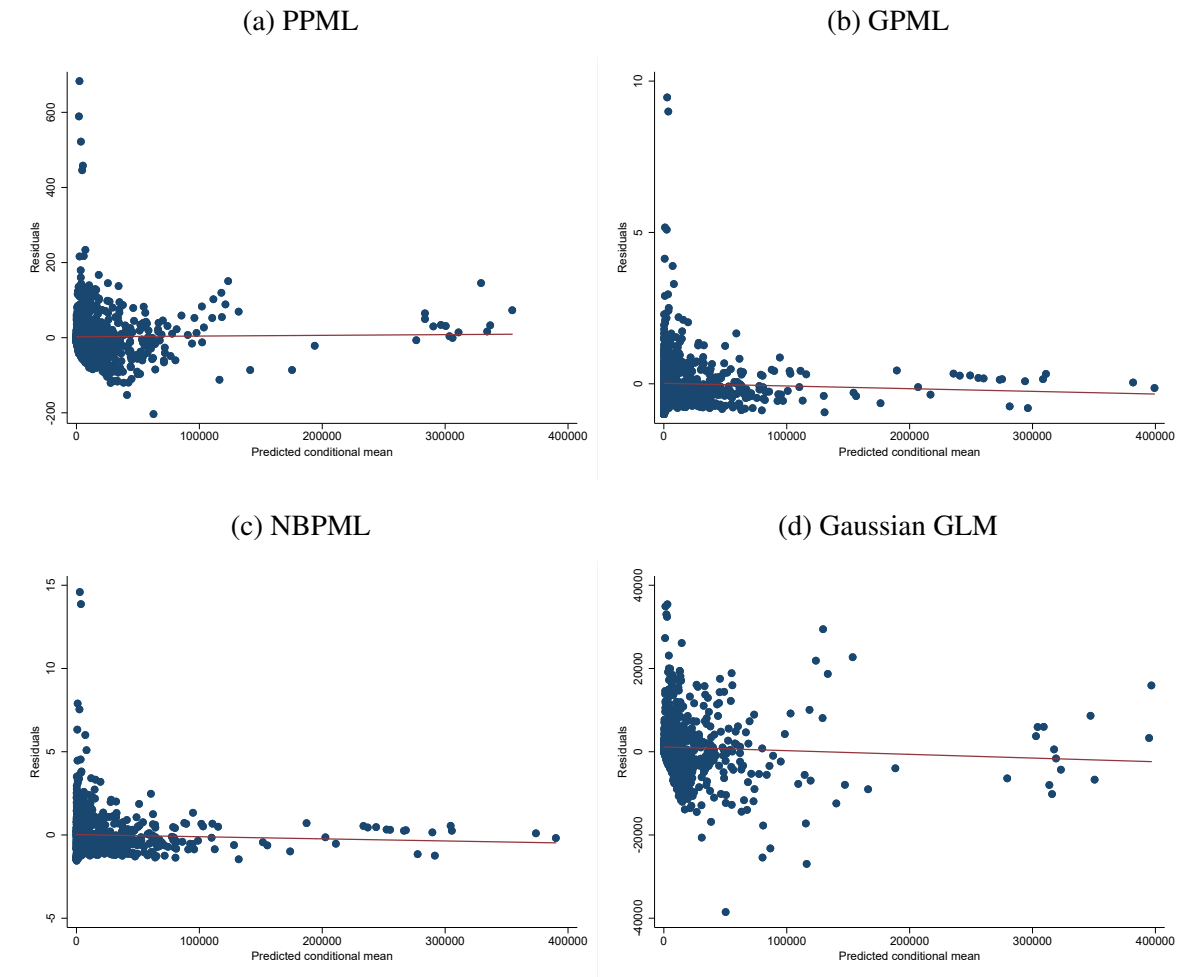 (a) PPML
Residuals
600
400
200
0
-200
0 100000 200000 300000 400000
Predicted conditional mean
(b) GPML
Residuals
10
5
0
0 100000 200000 300000 400000
Predicted conditional mean
(c) NBPML
Residuals
15
10
5
0
-5
0 100000 200000 300000 400000
Predicted conditional mean
(d) Gaussian GLM
Residuals
40000
20000
0
-20000
40000
0 100000 200000 300000 400000
Predicted conditional mean